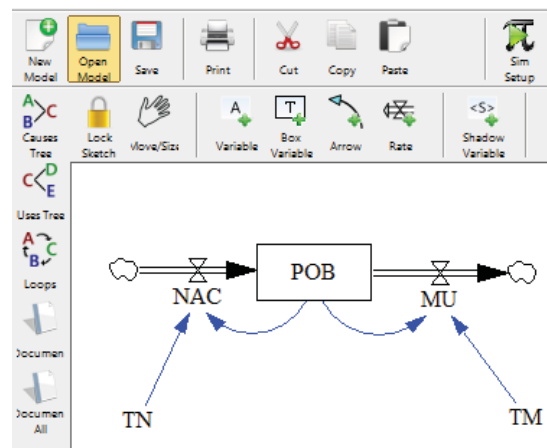 New
Model
Open
Model
Save
Print
Cut
Copy
Paste
Sim
Setup
A
B
C
Causes
Tree
Lock
Sketch
Move/Size
A
Variable
T
Box
Variable
Arrow
Rate
<S>
Shadow
Variable
C
D
E
Uses Tree
A
B
C
Loops
Documen
Documen
All
POB
NAC
MU
TN
TM